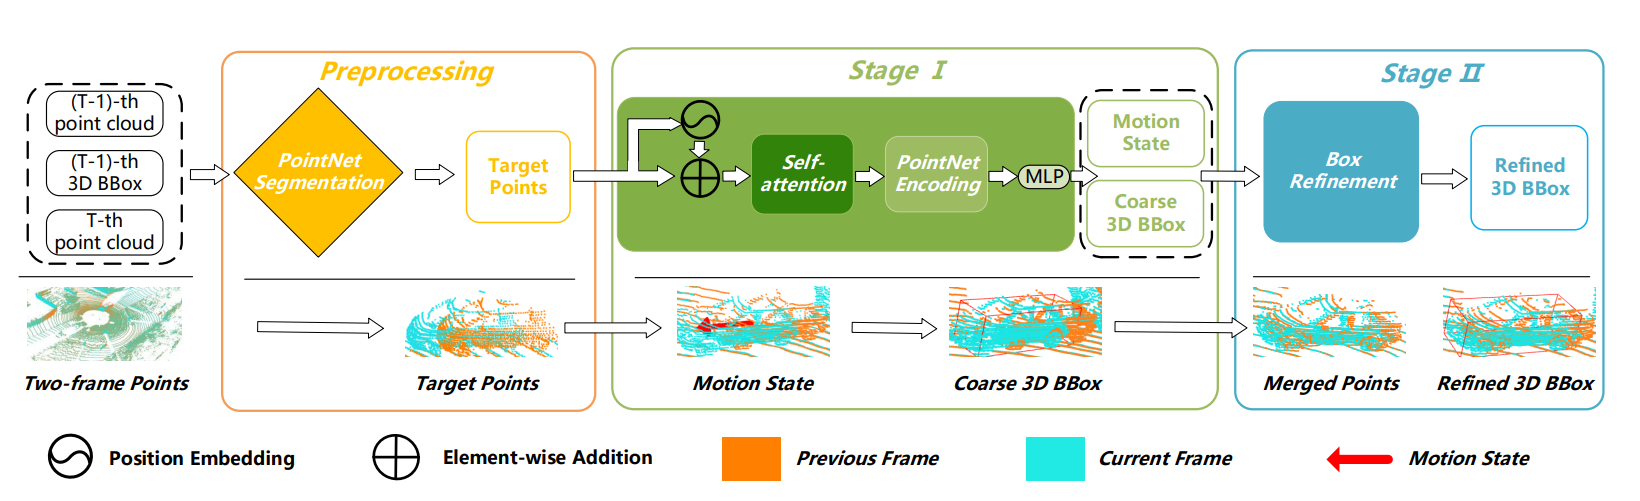 Preprocessing
Stage I
Stage II
(T-1)-th
point cloud
(T-1)-th
3D BBox
T-th
point cloud
PointNet
Segmentation
Target
Points
Self-
attention
PointNet
Encoding
MLP
Motion
State
Coarse
3D BBox
Box
Refinement
Refined
3D BBox
Two-frame Points
Target Points
Motion State
Coarse 3D BBox
Merged Points
Refined 3D BBox
Position Embedding
Element-wise Addition
Previous Frame
Current Frame
Motion State